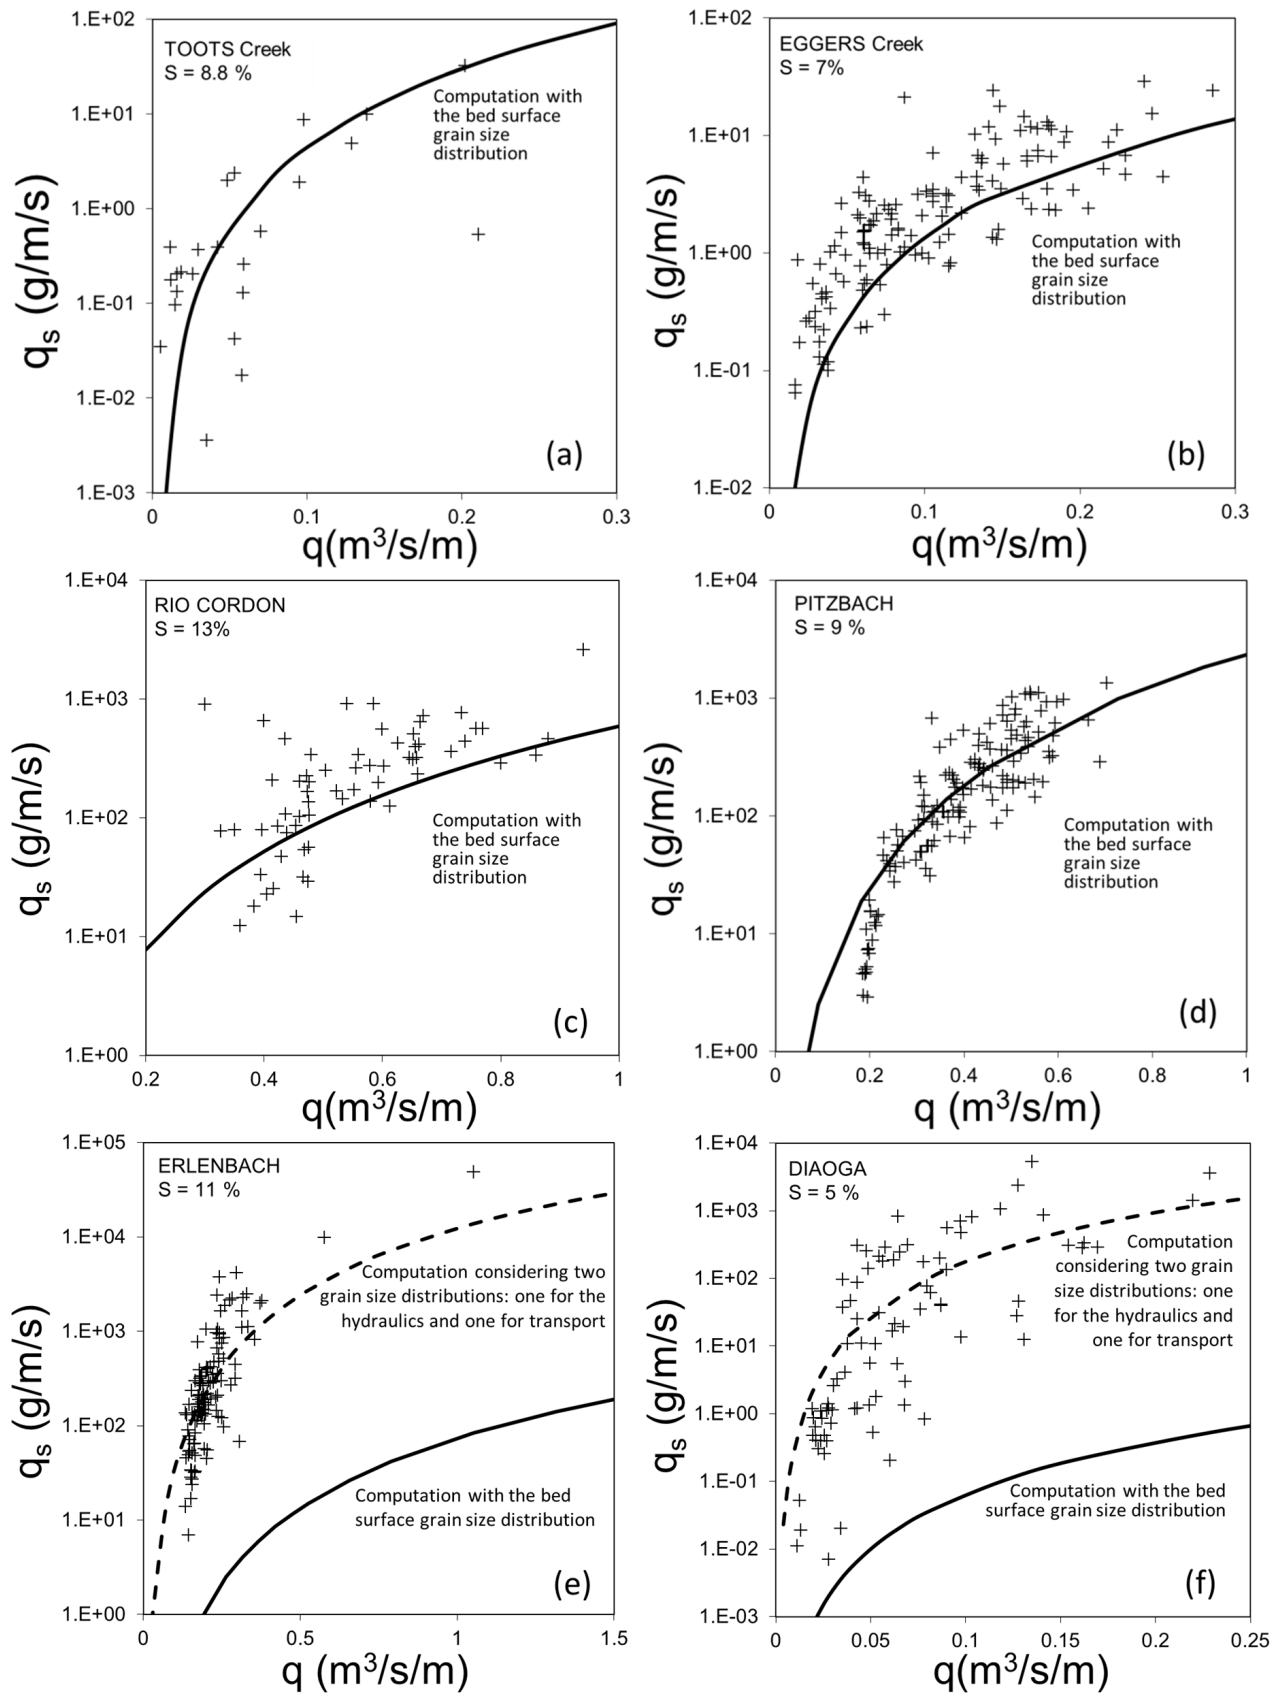 1.E+02
TOOTS Creek
S = 8.8 %
Computation with
the bed surface
grain size
distribution
1.E+01
1.E+00
1.E-01
1.E-02
1.E-03
qs (g/m/s)
(a)
0 0.1 0.2 0.3
q(m³/s/m)
1.E+02
EGGERS Creek
S = 7%
1.E+01
1.E+00
Computation with
the bed surface
grain size
distribution
1.E-01
1.E-02
qs (g/m/s)
(b)
0 0.1 0.2 0.3
q(m³/s/m)
1.E+04
RIO CORDON
S = 13%
1.E+03
1.E+02
Computation with
the bed surface
grain size
distribution
1.E+01
1.E+00
qs (g/m/s)
(c)
0.2 0.4 0.6 0.8 1
q(m³/s/m)
1.E+04
PITZBACH
S = 9 %
1.E+03
1.E+02
Computation with
the bed surface
grain size
distribution
1.E+01
1.E+00
qs (g/m/s)
(d)
0 0.2 0.4 0.6 0.8 1
q (m³/s/m)
1.E+05
ERLENBACH
S = 11 %
1.E+04
Computation considering two
grain size distributions: one for the
hydraulics and one for transport
1.E+03
1.E+02
Computation with the bed
surface grain size distribution
1.E+01
1.E+00
qs (g/m/s)
(e)
0 0.5 1 1.5
q (m³/s/m)
1.E+04
DIAOGA
S = 5 %
1.E+03
Computation
considering two grain
size distributions: one
for the hydraulics and
one for transport
1.E+02
1.E+01
1.E+00
1.E-01
Computation with the bed
surface grain size distribution
1.E-02
1.E-03
qs (g/m/s)
(f)
0 0.05 0.1 0.15 0.2 0.25
q(m³/s/m)